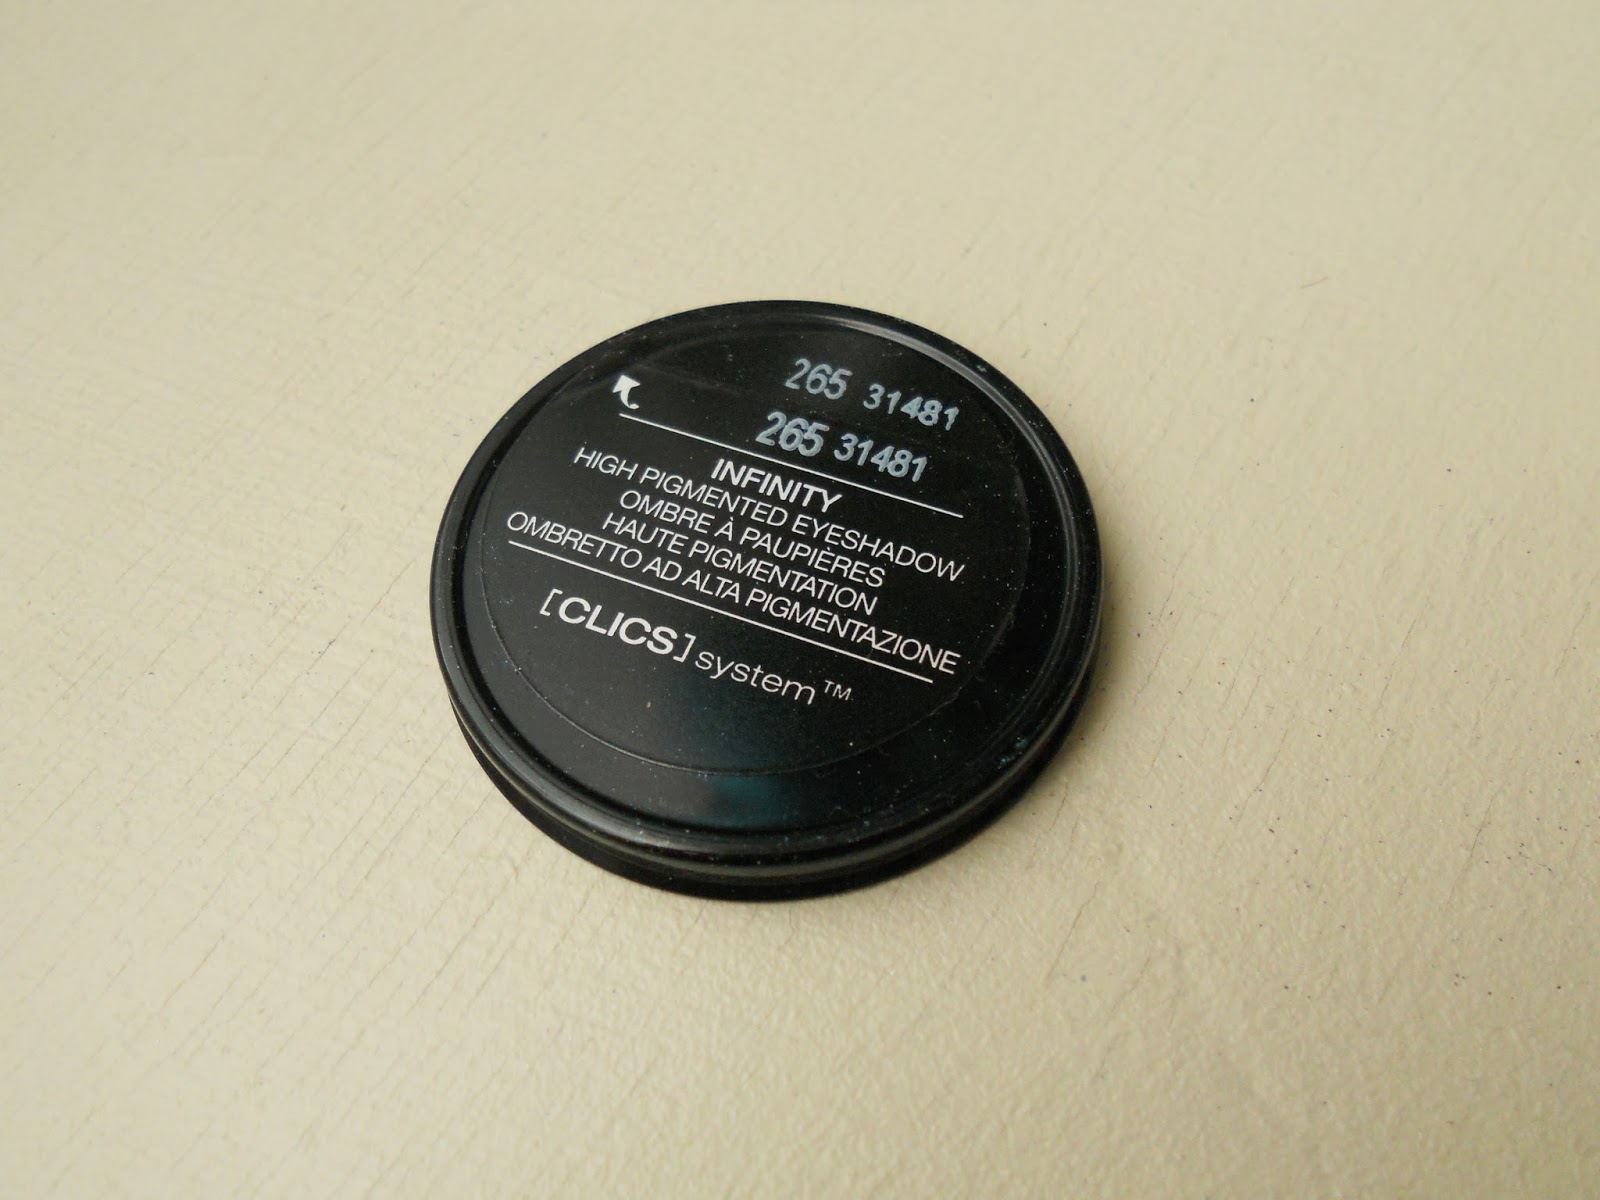 265 31481
265 31481
INFINITY
HIGH PIGMENTED EYESHADOW
OMBRE À PAUPIÈRES
HAUTE PIGMENTATION
OMBRETTO AD ALTA PIGMENTAZIONE
[CLICS] system™